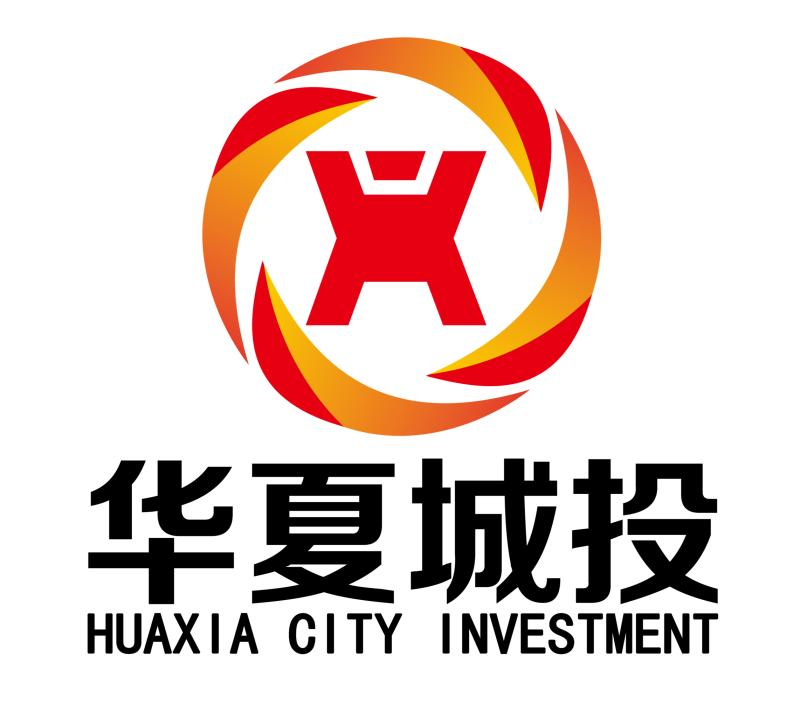 华夏城投
HUAXIA CITY INVESTMENT